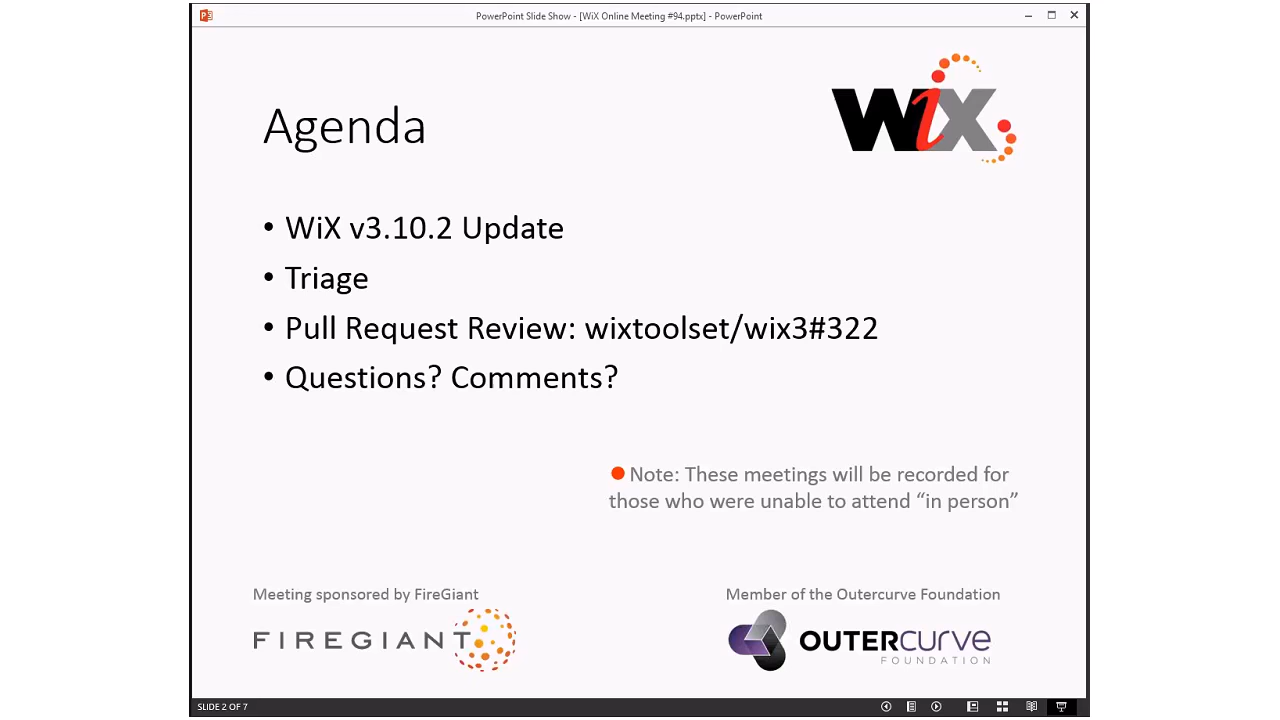 PowerPoint Slide Show - [WiX Online Meeting #94.pptx] - PowerPoint
WiX
Agenda
• WiX v3.10.2 Update
• Triage
• Pull Request Review: wixtoolset/wix3#322
• Questions? Comments?
Note: These meetings will be recorded for
those who were unable to attend “in person”
Meeting sponsored by FireGiant
FIREGIANT
Member of the Outercurve Foundation
OUTERCURVE
FOUNDATION
SLIDE 2 OF 7